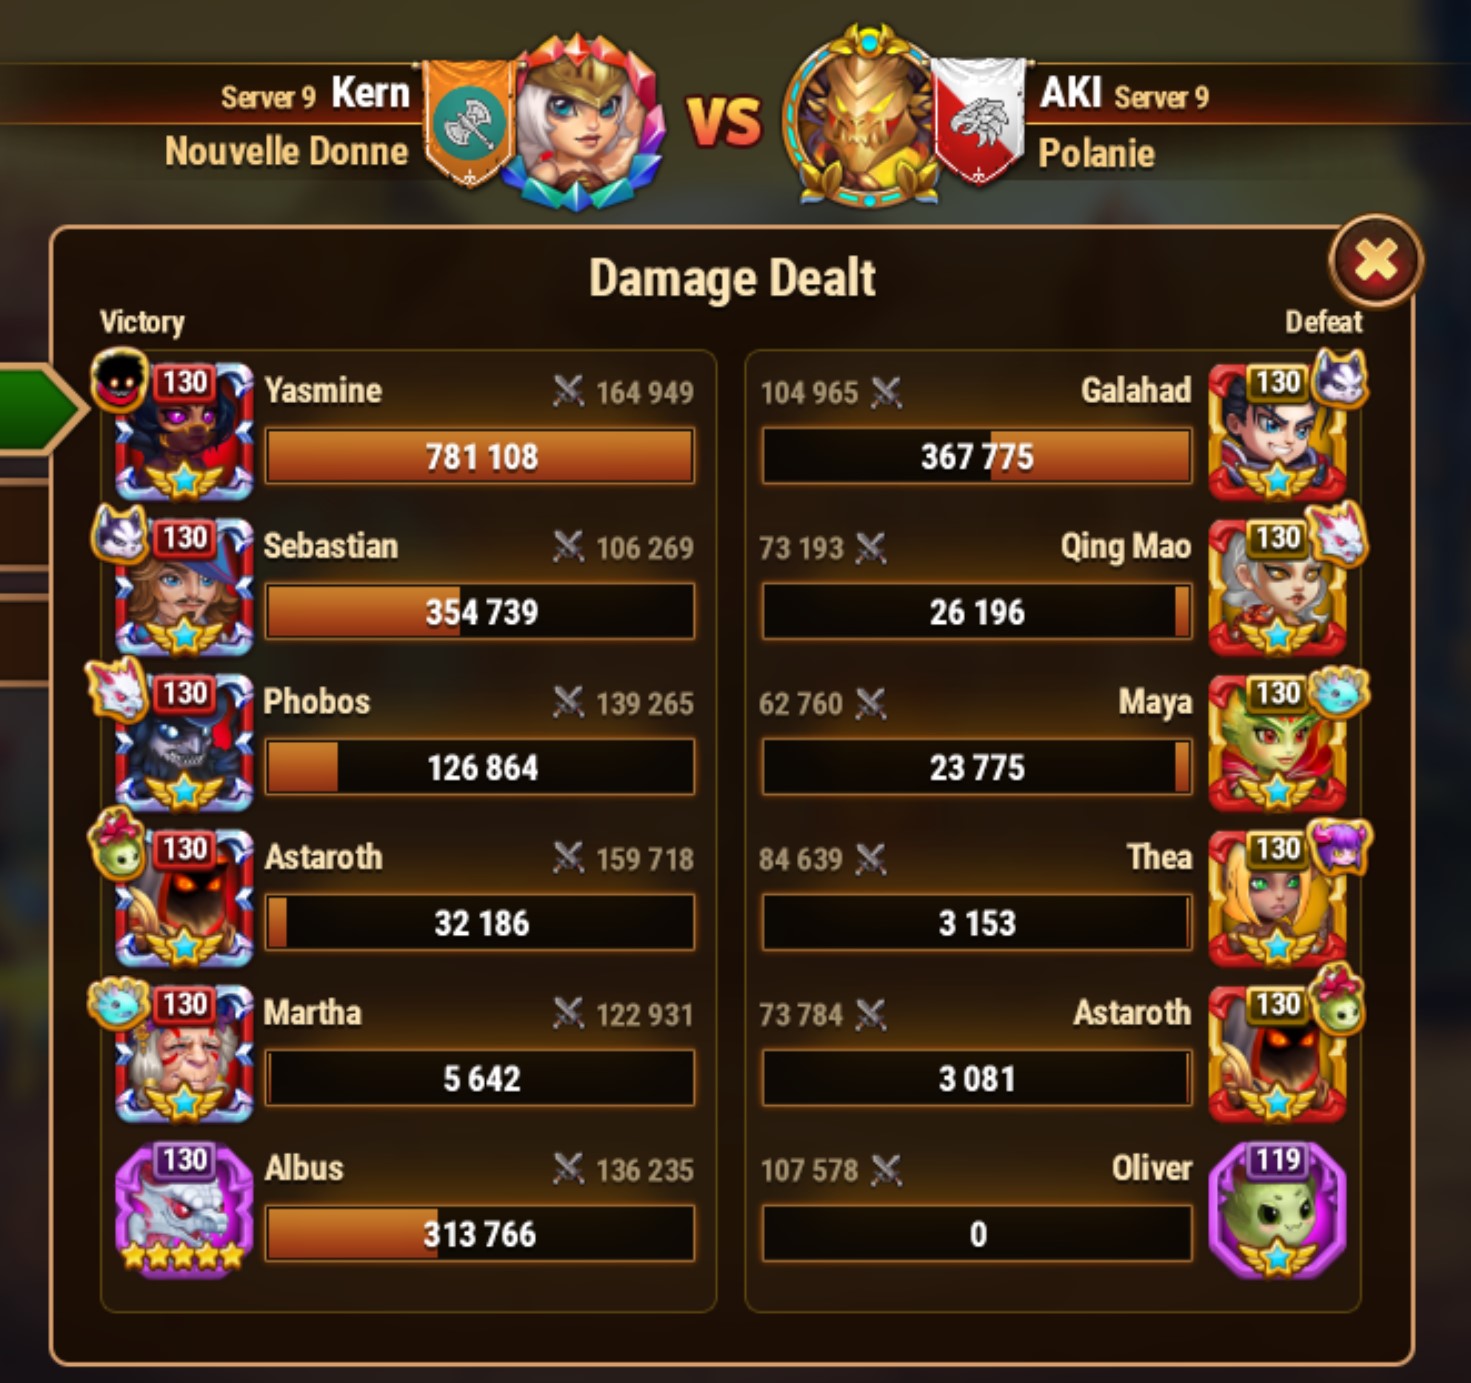 Server 9 Kern
Nouvelle Donne
VS
AKI Server 9
Polanie
Damage Dealt
Victory
Defeat
130 Yasmine 164 949
781 108
104 965 Galahad 130
367 775
130 Sebastian 106 269
354 739
73 193 Qing Mao 130
26 196
130 Phobos 139 265
126 864
62 760 Maya 130
23 775
130 Astaroth 159 718
32 186
84 639 Thea 130
3 153
130 Martha 122 931
5 642
73 784 Astaroth 130
3 081
130 Albus 136 235
313 766
107 578 Oliver 119
0